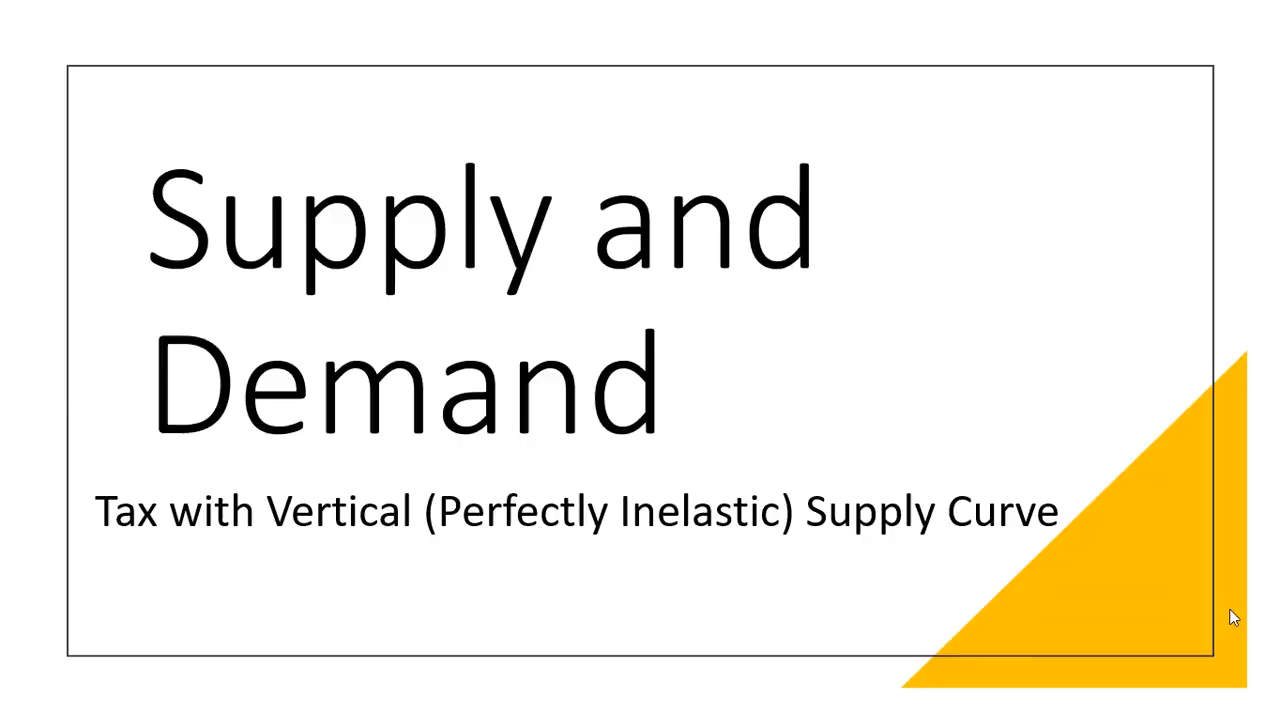 Supply and
Demand
Tax with Vertical (Perfectly Inelastic) Supply Curve